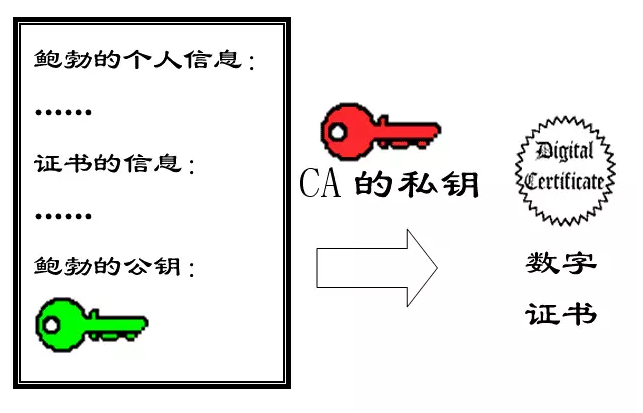 鲍勃的个人信息：
……
证书的信息：
……
鲍勃的公钥：
CA 的私钥
Digital
Certificate
数字
证书